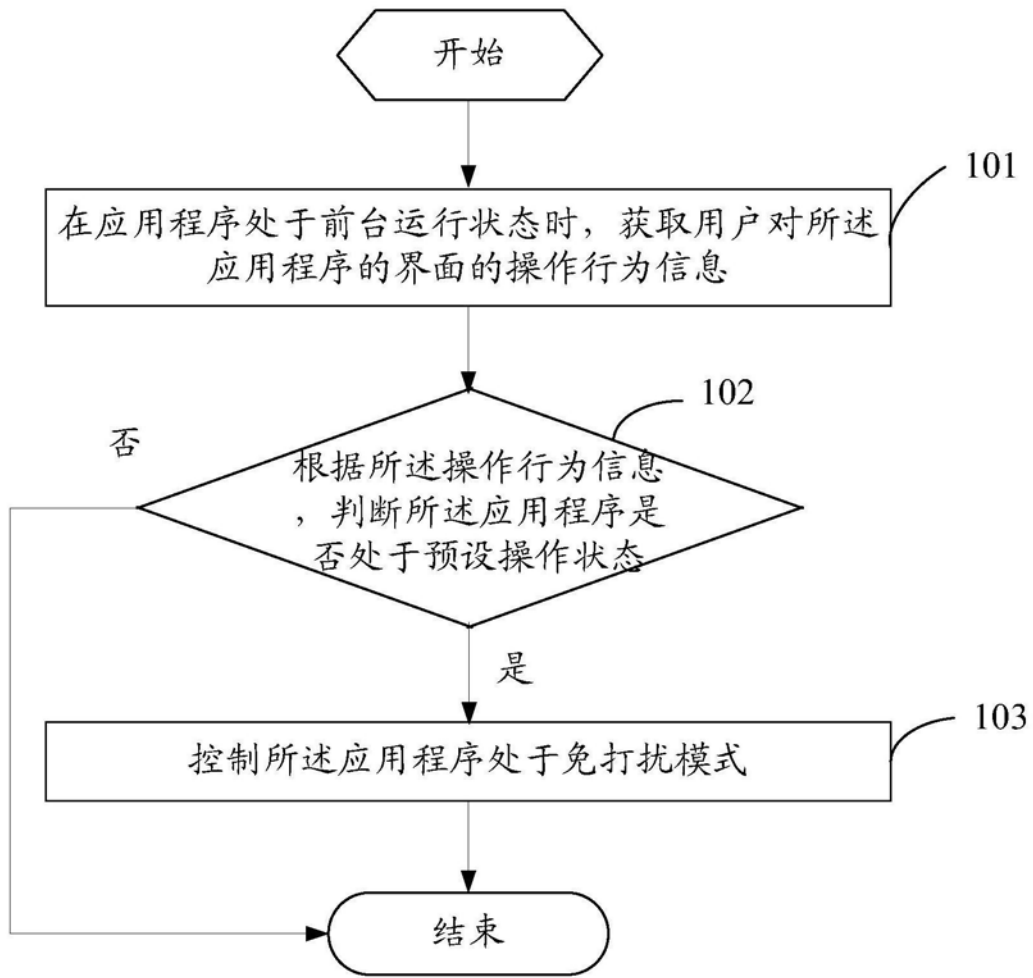 开始
101
在应用程序处于前台运行状态时，获取用户对所述
应用程序的界面的操作行为信息
102
否
根据所述操作行为信息
，判断所述应用程序是
否处于预设操作状态
是
103
控制所述应用程序处于免打扰模式
结束